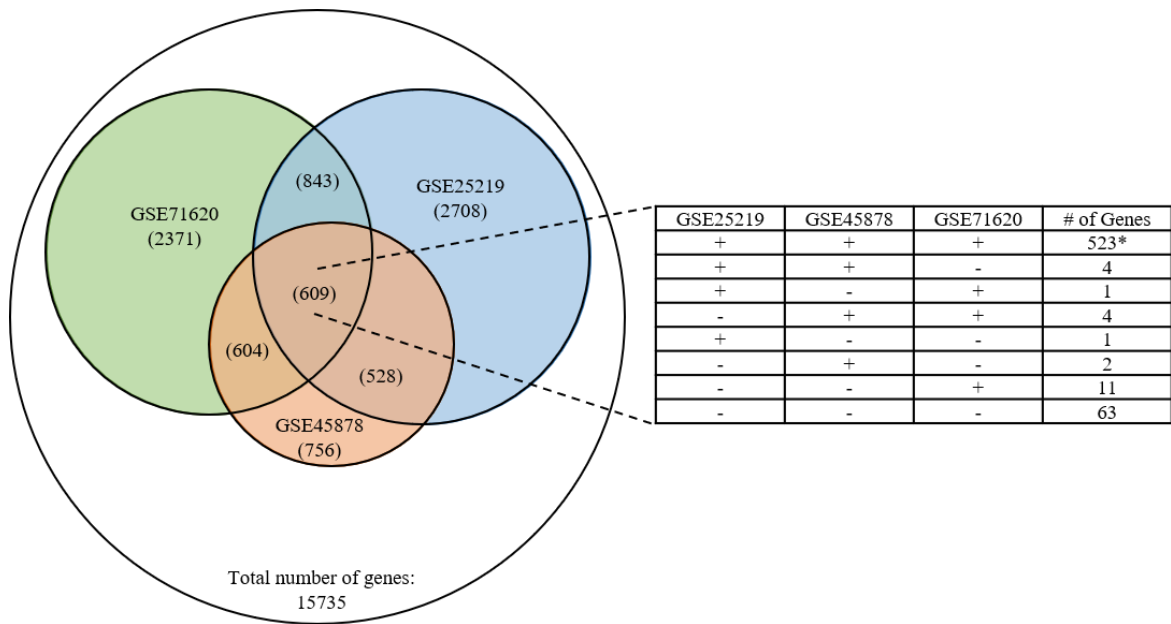 (843)
GSE25219
(2708)
GSE71620
(2371)
(609)
(604)
(528)
GSE45878
(756)
Total number of genes:
15735
GSE25219 GSE45878 GSE71620 # of Genes
+ + + 523*
+ + - 4
+ - + 1
- + + 4
+ - - 1
- + - 2
- - + 11
- - - 63